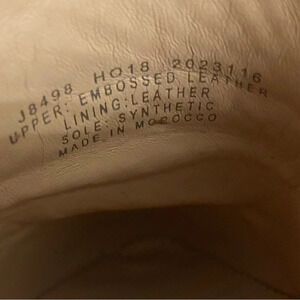 J8498 HO18 2023116
UPPER: EMBOSSED LEATHER
LINING:LEATHER
SOLE: SYNTHETIC
MADE IN MOROCCO